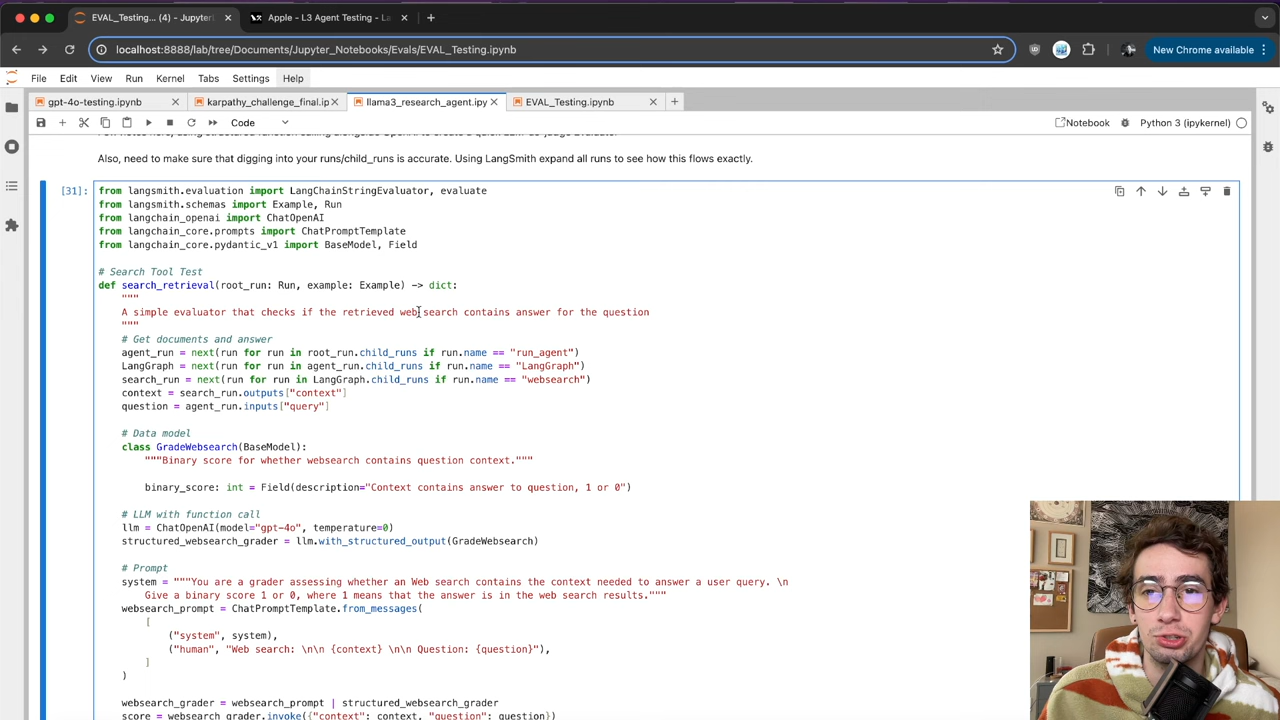 EVAL_Testing... (4) - Jupyter
Apple - L3 Agent Testing - La
localhost:8888/lab/tree/Documents/Jupyter_Notebooks/Evals/EVAL_Testing.ipynb
New Chrome available
File Edit View Run Kernel Tabs Settings Help
gpt-4o-testing.ipynb
karpathy_challenge_final.ip
llama3_research_agent.ipy
EVAL_Testing.ipynb
Code
Notebook
Python 3 (ipykernel)
Also, need to make sure that digging into your runs/child_runs is accurate. Using LangSmith expand all runs to see how this flows exactly.
[31]:
from langsmith.evaluation import LangChainStringEvaluator, evaluate
from langsmith.schemas import Example, Run
from langchain_openai import ChatOpenAI
from langchain_core.prompts import ChatPromptTemplate
from langchain_core.pydantic_v1 import BaseModel, Field
# Search Tool Test
def search_retrieval(root_run: Run, example: Example) -> dict:
"""
A simple evaluator that checks if the retrieved web search contains answer for the question
"""
# Get documents and answer
agent_run = next(run for run in root_run.child_runs if run.name == "run_agent")
LangGraph = next(run for run in agent_run.child_runs if run.name == "LangGraph")
search_run = next(run for run in LangGraph.child_runs if run.name == "websearch")
context = search_run.outputs["context"]
question = agent_run.inputs["query"]
# Data model
class GradeWebsearch(BaseModel):
"""Binary score for whether websearch contains question context."""
binary_score: int = Field(description="Context contains answer to question, 1 or 0")
# LLM with function call
llm = ChatOpenAI(model="gpt-4o", temperature=0)
structured_websearch_grader = llm.with_structured_output(GradeWebsearch)
# Prompt
system = """You are a grader assessing whether an Web search contains the context needed to answer a user query. \n
Give a binary score 1 or 0, where 1 means that the answer is in the web search results."""
websearch_prompt = ChatPromptTemplate.from_messages(
[
("system", system),
("human", "Web search: \n\n {context} \n\n Question: {question}"),
]
)
websearch_grader = websearch_prompt | structured_websearch_grader
score = websearch_grader.invoke({"context": context, "question": question})